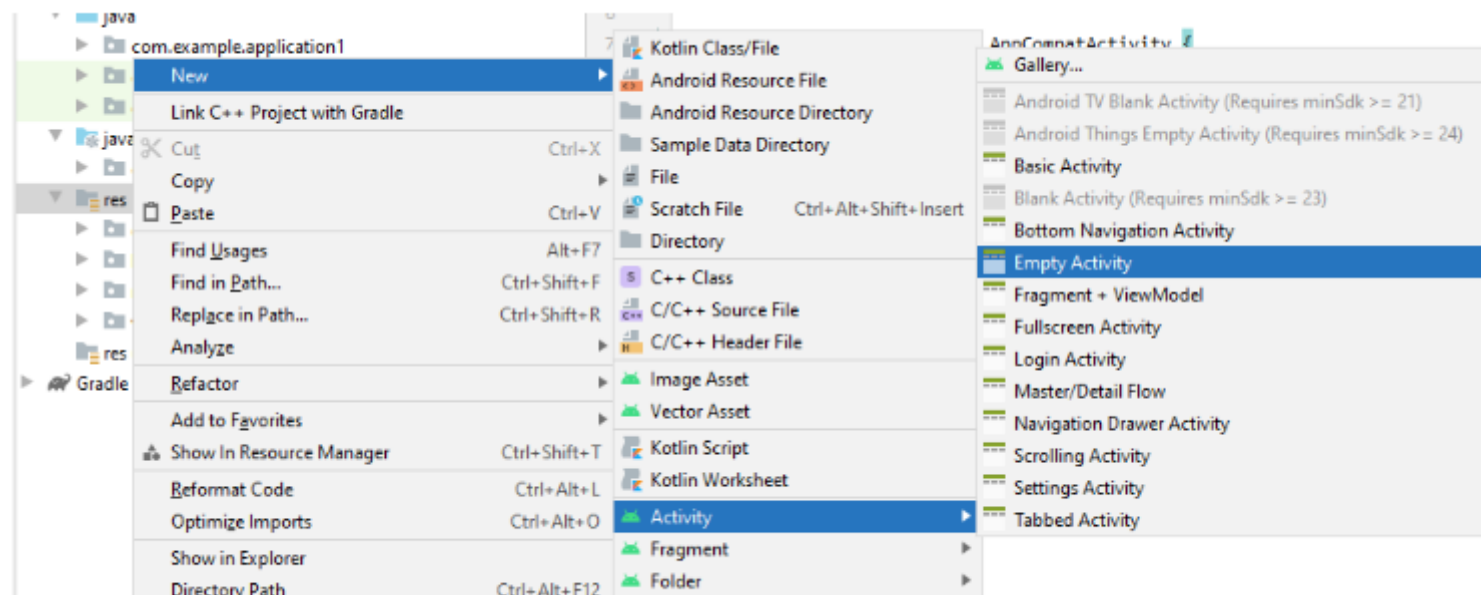 java
com.example.application1
java
res
res
Gradle
New
Link C++ Project with Gradle
Cut Ctrl+X
Copy
Paste Ctrl+V
Find Usages Alt+F7
Find in Path... Ctrl+Shift+F
Replace in Path... Ctrl+Shift+R
Analyze
Refactor
Add to Favorites
Show In Resource Manager Ctrl+Shift+T
Reformat Code Ctrl+Alt+L
Optimize Imports Ctrl+Alt+O
Show in Explorer
Directory Path Ctrl+Alt+F12
7
Kotlin Class/File
Android Resource File
Android Resource Directory
Sample Data Directory
File
Scratch File Ctrl+Alt+Shift+Insert
Directory
S C++ Class
C++ C/C++ Source File
H C/C++ Header File
Image Asset
Vector Asset
Kotlin Script
Kotlin Worksheet
Activity
Fragment
Folder
AppCompatActivity {
Gallery...
Android TV Blank Activity (Requires minSdk >= 21)
Android Things Empty Activity (Requires minSdk >= 24)
Basic Activity
Blank Activity (Requires minSdk >= 23)
Bottom Navigation Activity
Empty Activity
Fragment + ViewModel
Fullscreen Activity
Login Activity
Master/Detail Flow
Navigation Drawer Activity
Scrolling Activity
Settings Activity
Tabbed Activity